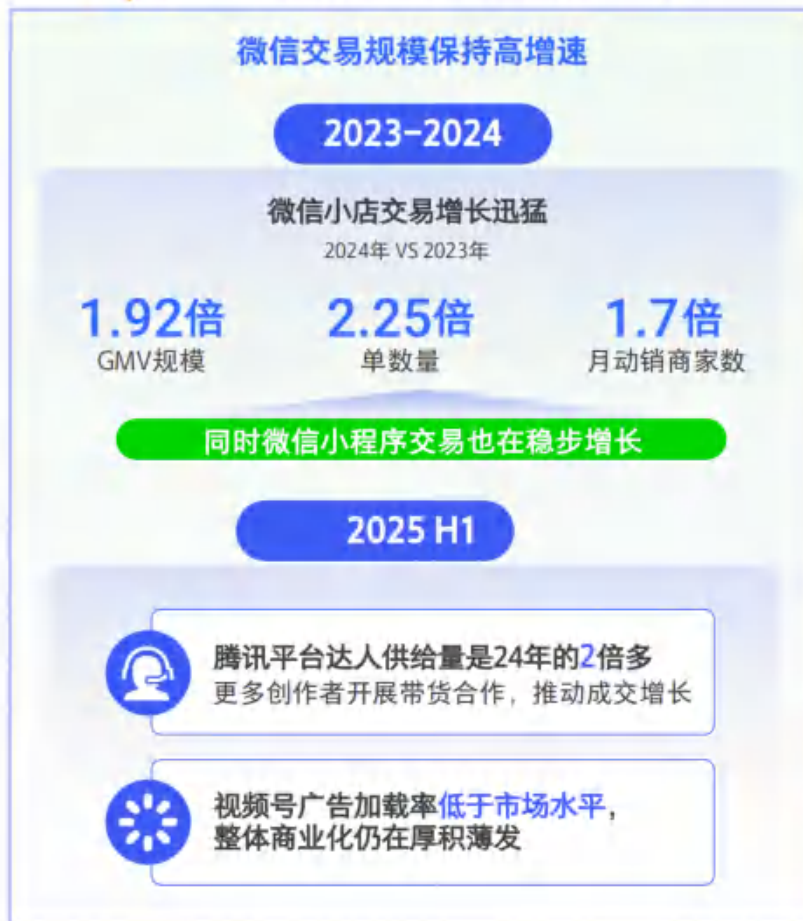 微信交易规模保持高增速
2023-2024
微信小店交易增长迅猛
2024年 VS 2023年
1.92倍 2.25倍 1.7倍
GMV规模 单数量 月动销商家数
同时微信小程序交易也在稳步增长
2025 H1
腾讯平台达人供给量是24年的2倍多
更多创作者开展带货合作，推动成交增长
视频号广告加载率低于市场水平，
整体商业化仍在厚积薄发